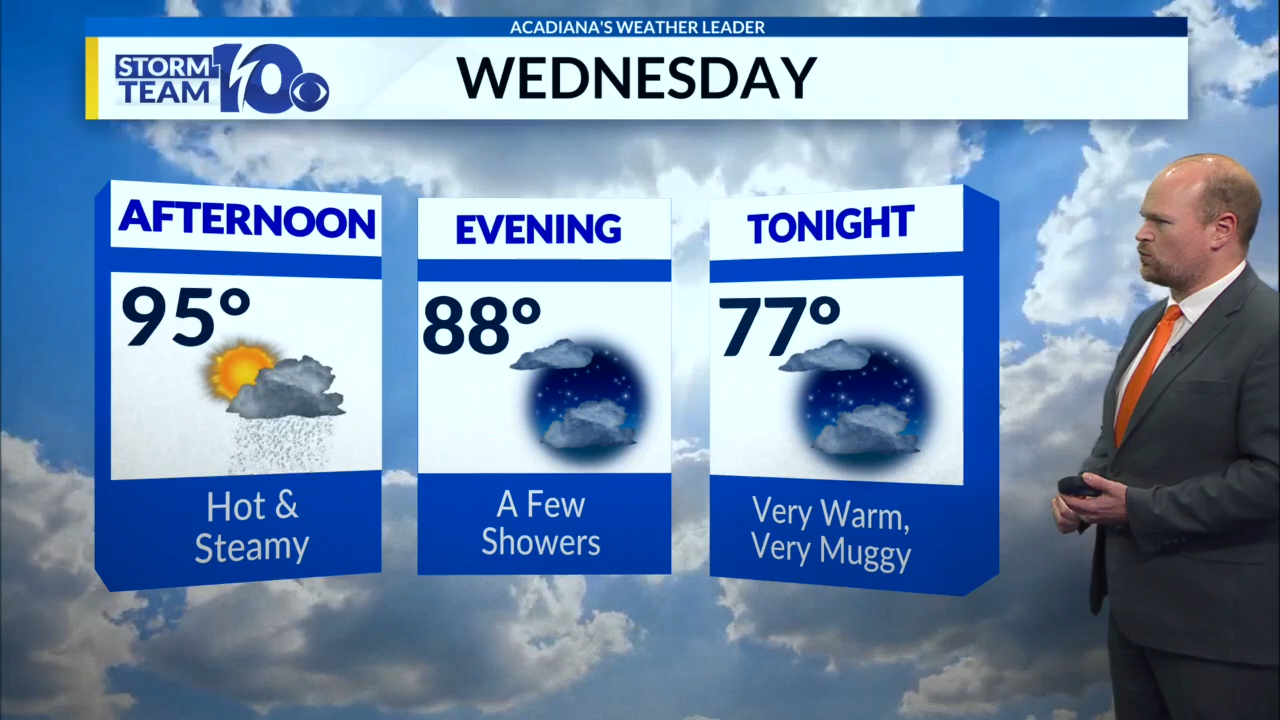 ACADIANA'S WEATHER LEADER
STORM
TEAM
10
WEDNESDAY
AFTERNOON
95°
Hot &
Steamy
EVENING
88°
A Few
Showers
TONIGHT
77°
Very Warm,
Very Muggy